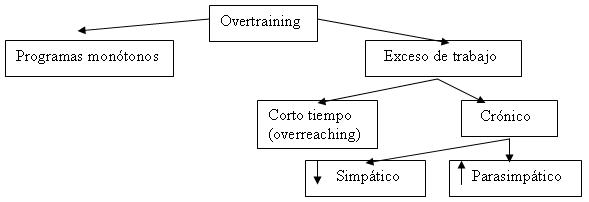 Overtraining
Programas monótonos
Exceso de trabajo
Corto tiempo
(overreaching)
Crónico
Simpático
Parasimpático